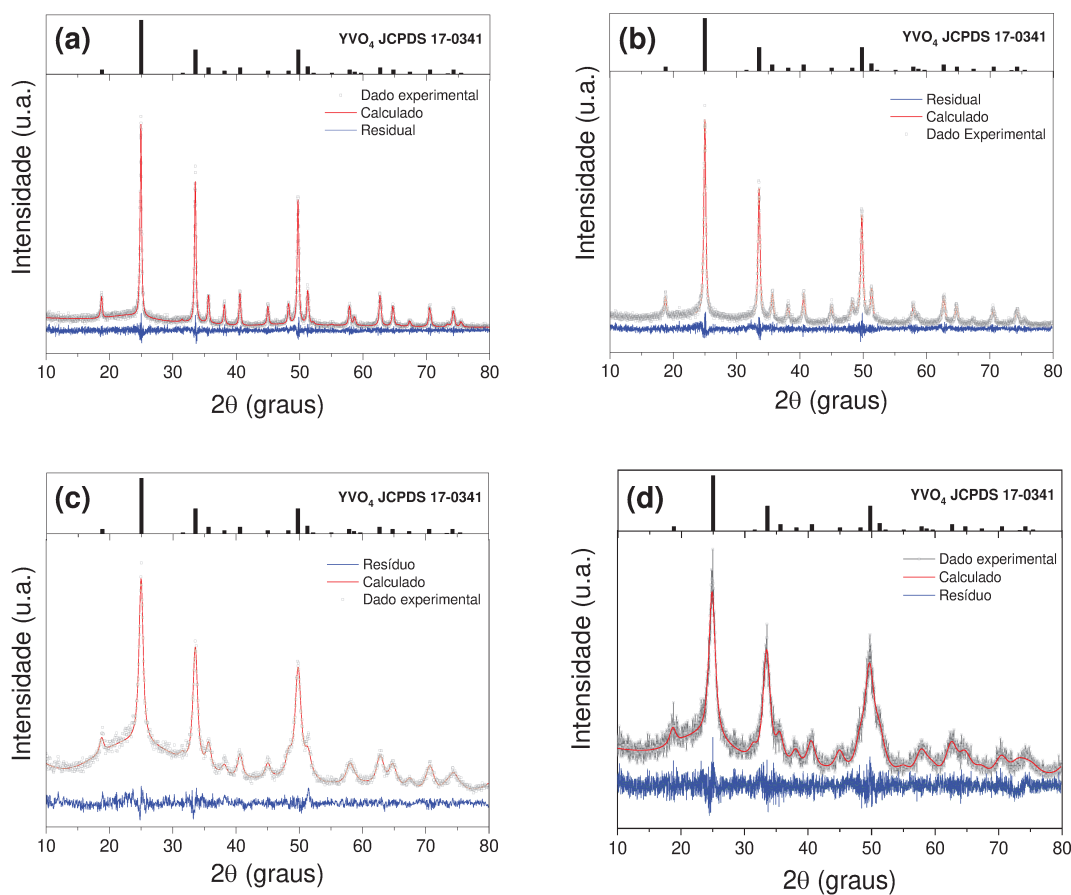 (a)
YVO4 JCPDS 17-0341
Dado experimental
Calculado
Residual
Intensidade (u.a.)
10 20 30 40 50 60 70 80
2θ (graus)
(b)
YVO4 JCPDS 17-0341
Residual
Calculado
Dado Experimental
Intensidade (u.a.)
10 20 30 40 50 60 70 80
2θ (graus)
(c)
YVO4 JCPDS 17-0341
Resíduo
Calculado
Dado experimental
Intensidade (u.a.)
10 20 30 40 50 60 70 80
2θ (graus)
(d)
YVO4 JCPDS 17-0341
Dado experimental
Calculado
Resíduo
Intensidade (u.a.)
10 20 30 40 50 60 70 80
2θ (graus)